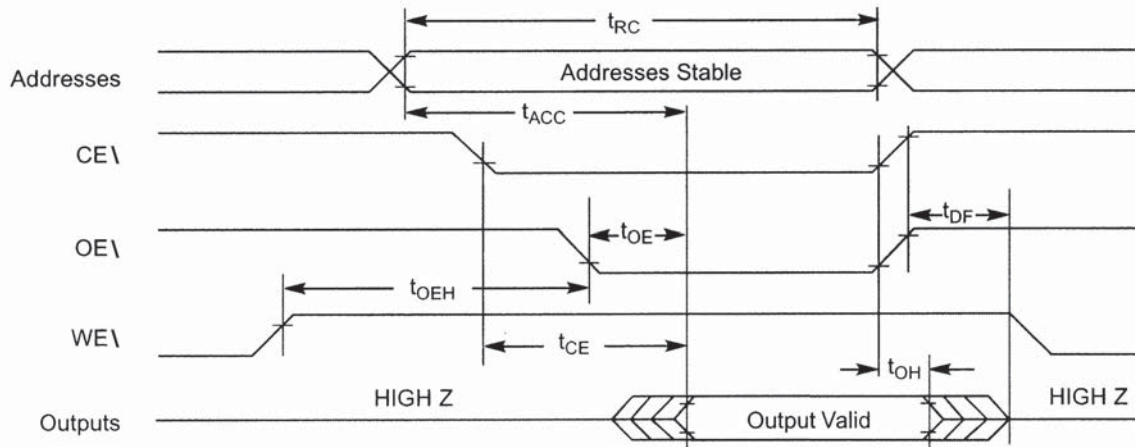 tRC
Addresses
Addresses Stable
tACC
CE\
tDF
OE\
tOE
tOEH
WE\
tCE
tOH
HIGH Z
HIGH Z
Outputs
Output Valid